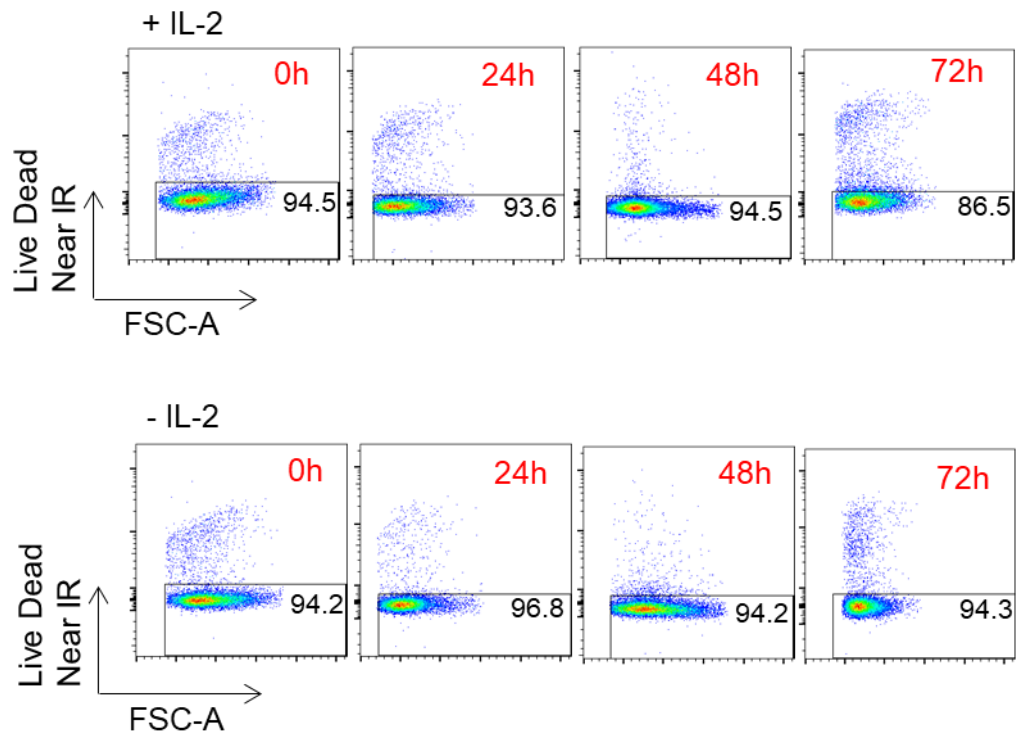 + IL-2
0h
24h
48h
72h
94.5
93.6
94.5
86.5
Live Dead
Near IR
FSC-A
- IL-2
0h
24h
48h
72h
94.2
96.8
94.2
94.3
Live Dead
Near IR
FSC-A